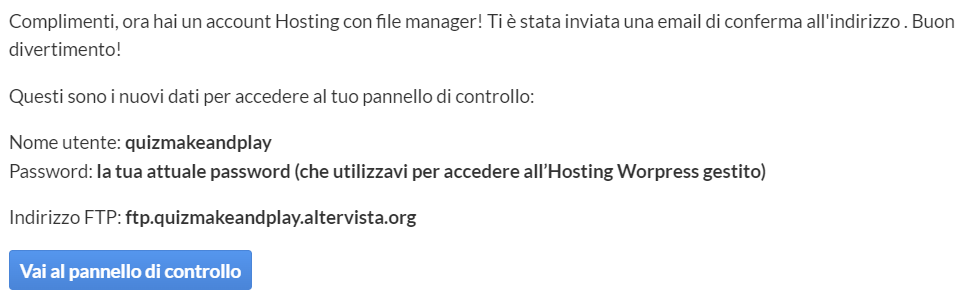 Complimenti, ora hai un account Hosting con file manager! Ti è stata inviata una email di conferma all'indirizzo . Buon
divertimento!
Questi sono i nuovi dati per accedere al tuo pannello di controllo:
Nome utente: quizmakeandplay
Password: la tua attuale password (che utilizzavi per accedere all’Hosting Worpress gestito)
Indirizzo FTP: ftp.quizmakeandplay.altervista.org
Vai al pannello di controllo